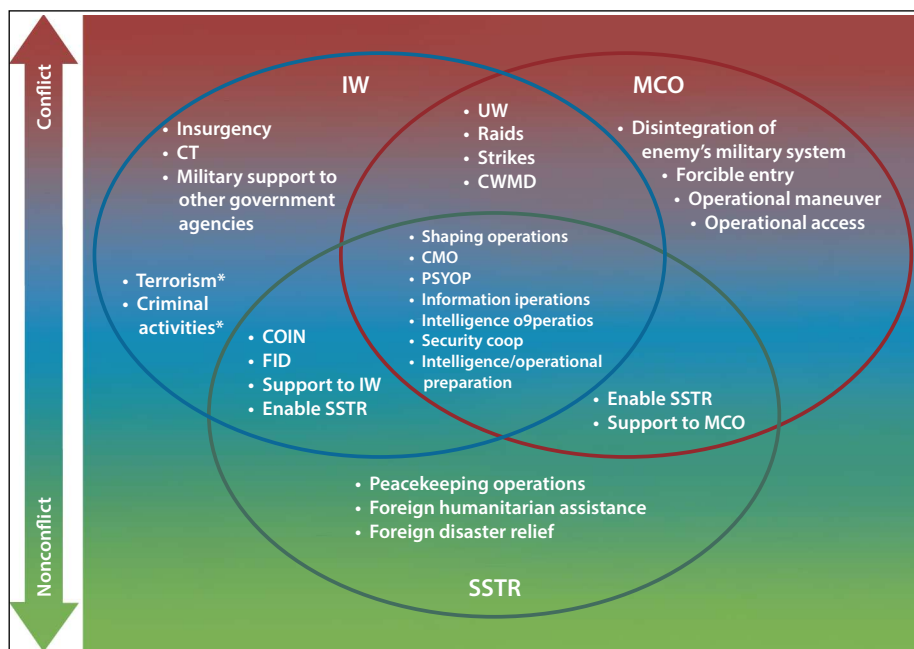 Conflict
Nonconflict
IW
MCO
• Insurgency
• CT
• Military support to
other government
agencies
• Terrorism*
• Criminal
activities*
• UW
• Raids
• Strikes
• CWMD
• Disintegration of
enemy's military system
• Forcible entry
• Operational maneuver
• Operational access
• Shaping operations
• CMO
• PSYOP
• Information iperations
• Intelligence o9peratios
• Security coop
• Intelligence/operational
preparation
• COIN
• FID
• Support to IW
• Enable SSTR
• Enable SSTR
• Support to MCO
• Peacekeeping operations
• Foreign humanitarian assistance
• Foreign disaster relief
SSTR